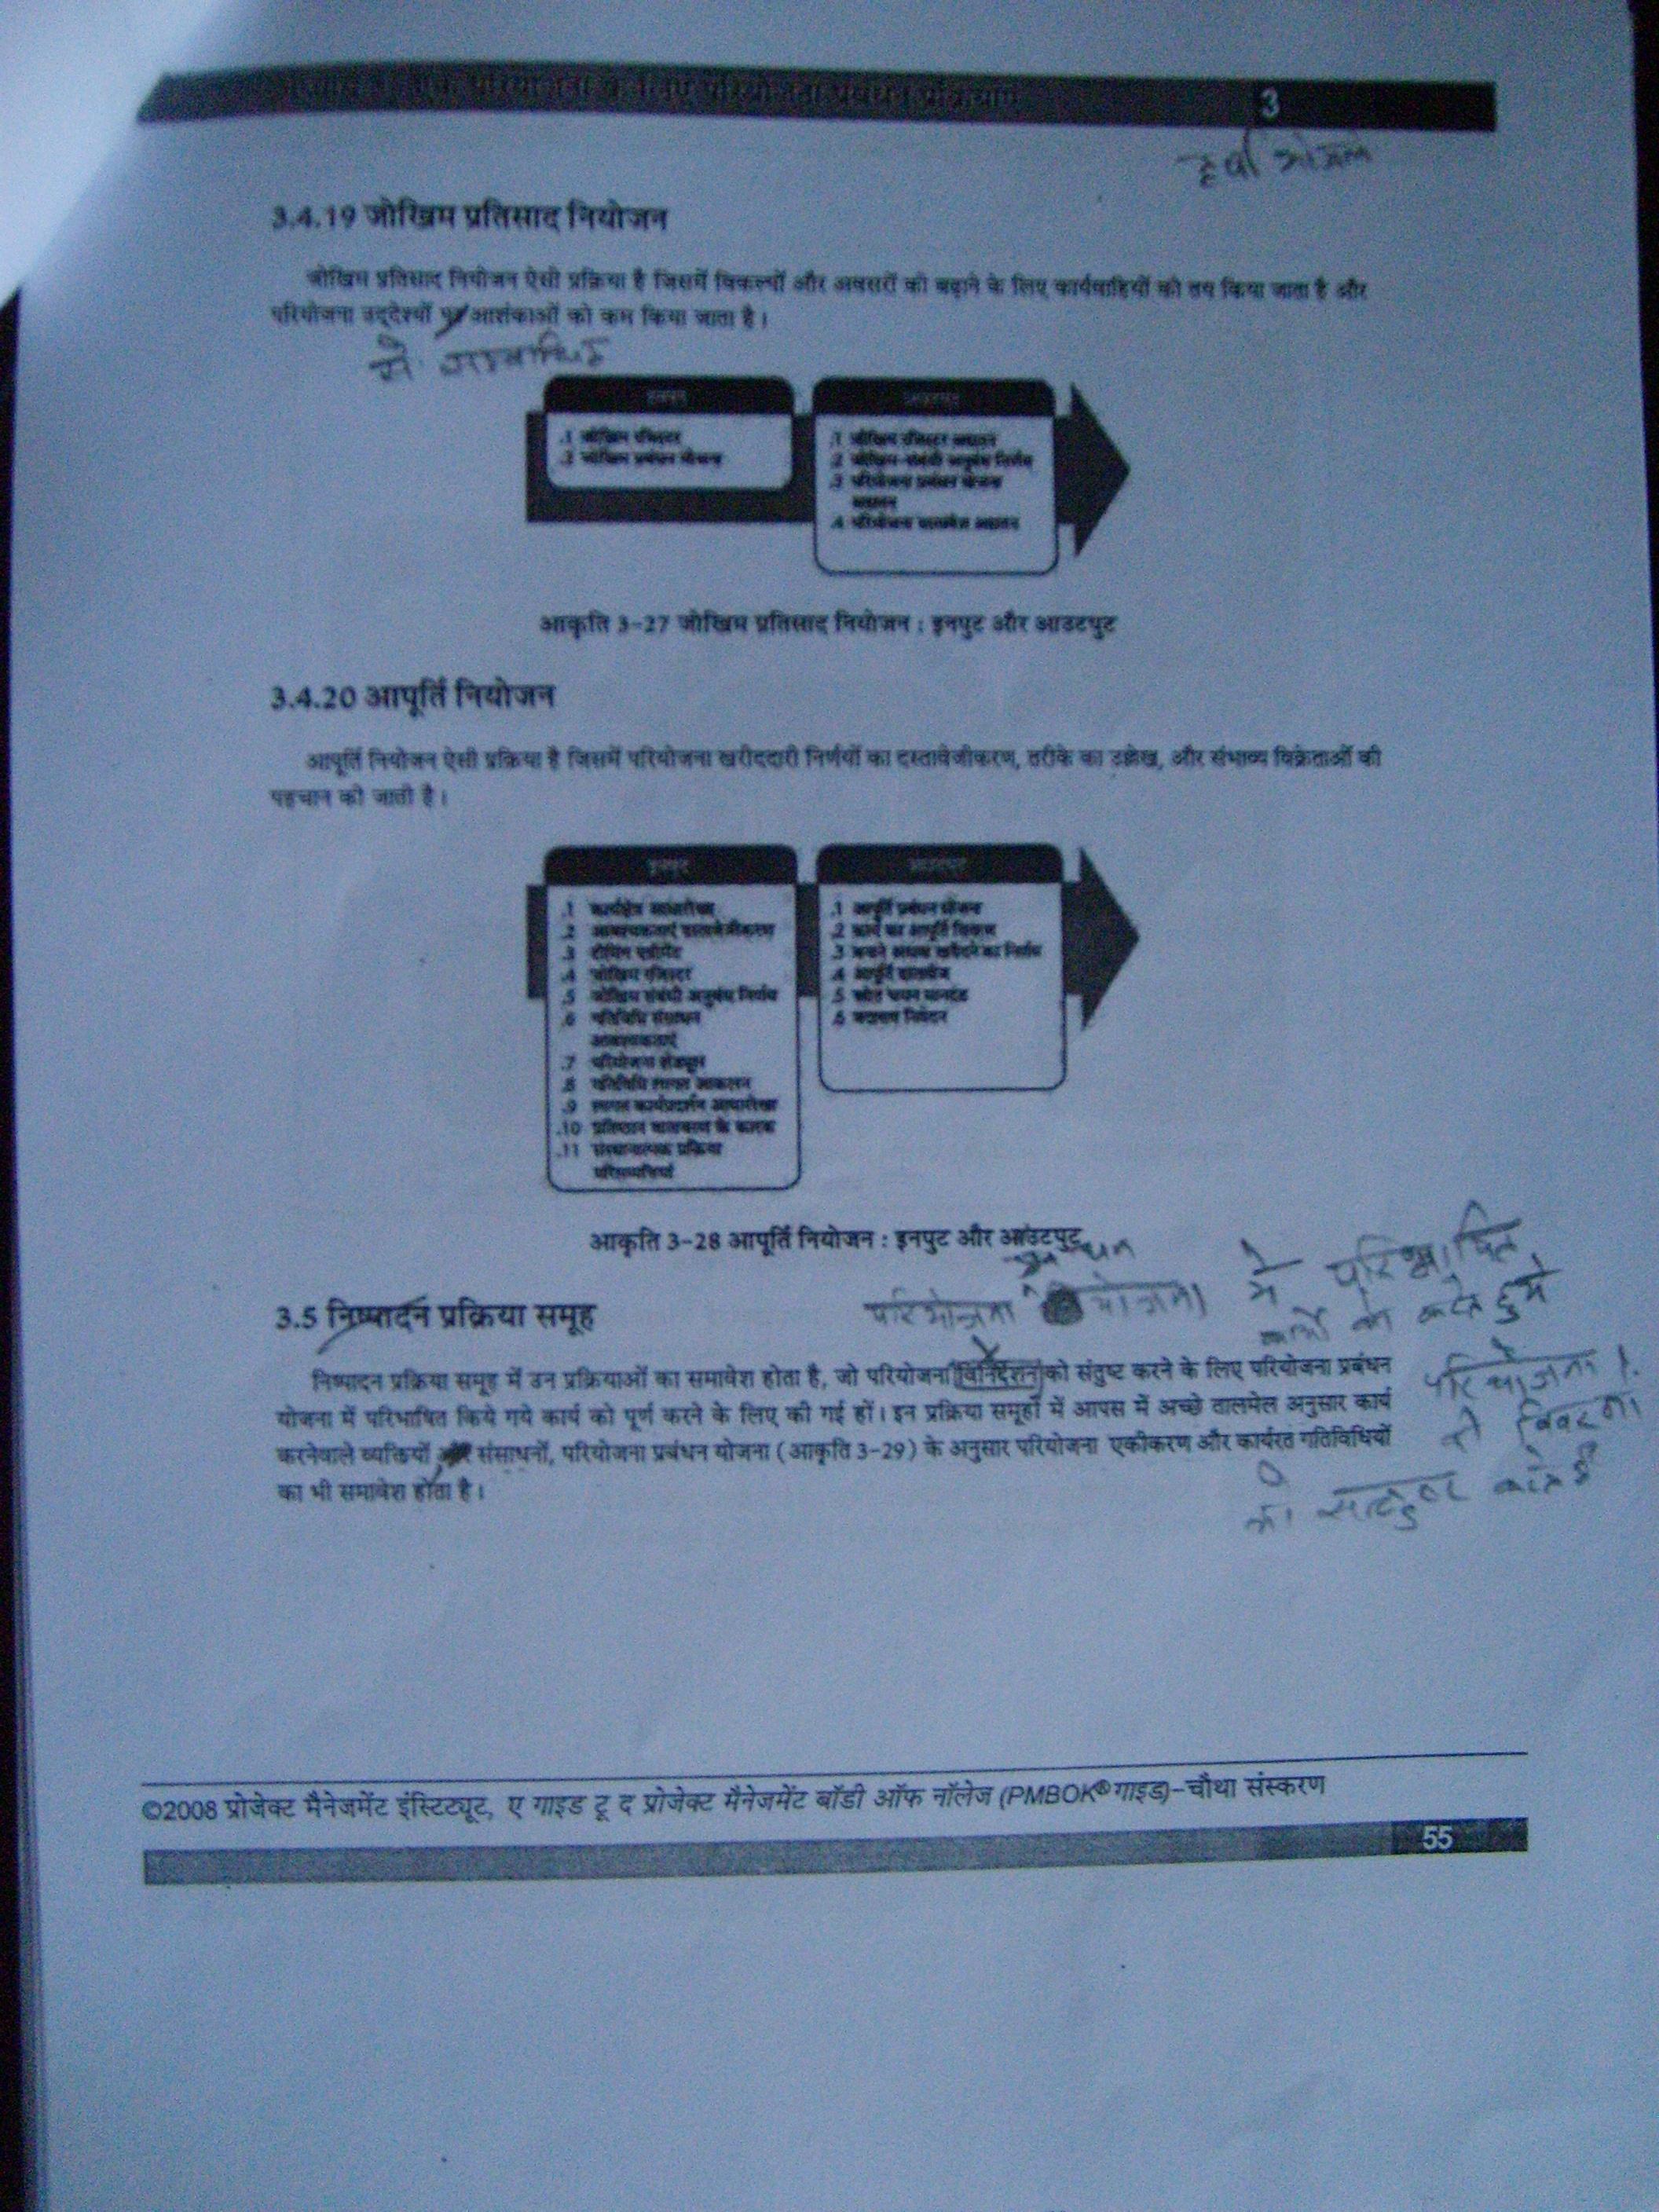 एक परियोजना के लिए परियोजना प्रबंधन प्रक्रियाएं
3
3.4.19 जोखिम प्रतिसाद नियोजन
जोखिम प्रतिसाद नियोजन ऐसी प्रक्रिया है जिसमें विकल्पों और अवसरों को बढ़ाने के लिए कार्यवाहियों को तय किया जाता है और
परियोजना उद्देश्यों पर आशंकाओं को कम किया जाता है।
से
इनपुट
आउटपुट
.1 जोखिम रजिस्टर
.2 जोखिम प्रबंधन योजना
.1 जोखिम रजिस्टर अद्यतन
.2 जोखिम-संबंधी अनुबंध निर्णय
.3 परियोजना प्रबंधन योजना
अद्यतन
.4 परियोजना दस्तावेज अद्यतन
आकृति 3-27 जोखिम प्रतिसाद नियोजन : इनपुट और आउटपुट
3.4.20 आपूर्ति नियोजन
आपूर्ति नियोजन ऐसी प्रक्रिया है जिसमें परियोजना खरीददारी निर्णयों का दस्तावेजीकरण, तरीके का उल्लेख, और संभाव्य विक्रेताओं की
पहचान की जाती है।
इनपुट
आउटपुट
.1 कार्यक्षेत्र आधाररेखा
.2 आवश्यकताएं दस्तावेजीकरण
.3 टीमिंग एग्रीमेंट
.4 जोखिम रजिस्टर
.5 जोखिम संबंधी अनुबंध निर्णय
.6 गतिविधि संसाधन
आवश्यकताएं
.7 परियोजना शेड्यूल
.8 गतिविधि लागत आकलन
.9 लागत कार्यप्रदर्शन आधाररेखा
.10 प्रतिष्ठान वातावरण के कारक
.11 संस्थानात्मक प्रक्रिया
परिसम्पत्तियां
.1 आपूर्ति प्रबंधन योजना
.2 कार्य का आपूर्ति विवरण
.3 बनाने अथवा खरीदने का निर्णय
.4 आपूर्ति दस्तावेज
.5 स्रोत चयन मानदंड
.6 बदलाव निवेदन
आकृति 3-28 आपूर्ति नियोजन : इनपुट और आउटपुट
परियोजना योजना में परिभाषित
3.5 निष्पादन प्रक्रिया समूह
निष्पादन प्रक्रिया समूह में उन प्रक्रियाओं का समावेश होता है, जो परियोजना विनिर्देशन को संतुष्ट करने के लिए परियोजना प्रबंधन
योजना में परिभाषित किये गये कार्य को पूर्ण करने के लिए की गई हों। इन प्रक्रिया समूहों में आपस में अच्छे तालमेल अनुसार कार्य
करनेवाले व्यक्तियों और संसाधनों, परियोजना प्रबंधन योजना (आकृति 3-29) के अनुसार परियोजना एकीकरण और कार्यरत गतिविधियों
का भी समावेश होता है।
परियोजना
©2008 प्रोजेक्ट मैनेजमेंट इंस्टिट्यूट, ए गाइड टू द प्रोजेक्ट मैनेजमेंट बॉडी ऑफ नॉलेज (PMBOK® गाइड)-चौथा संस्करण
55